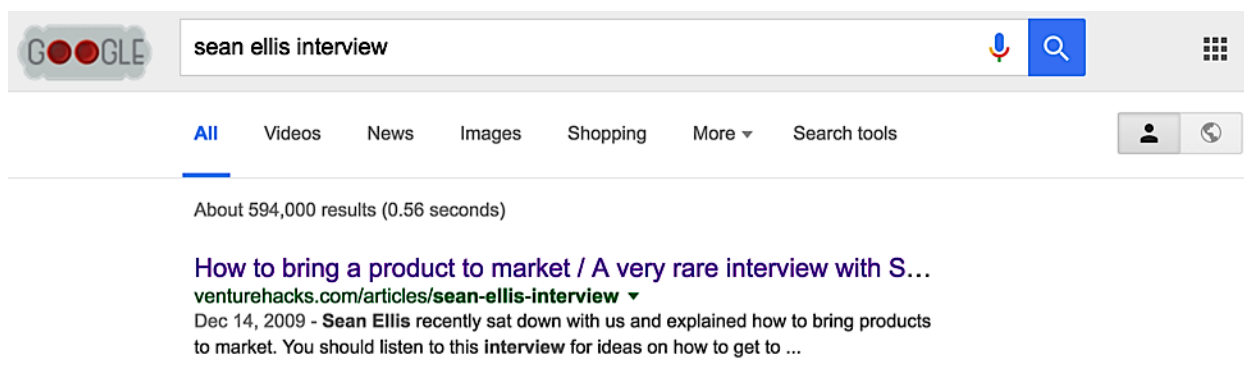 GOOGLE
sean ellis interview
All Videos News Images Shopping More Search tools
About 594,000 results (0.56 seconds)
How to bring a product to market / A very rare interview with S...
venturehacks.com/articles/sean-ellis-interview
Dec 14, 2009 - Sean Ellis recently sat down with us and explained how to bring products
to market. You should listen to this interview for ideas on how to get to ...